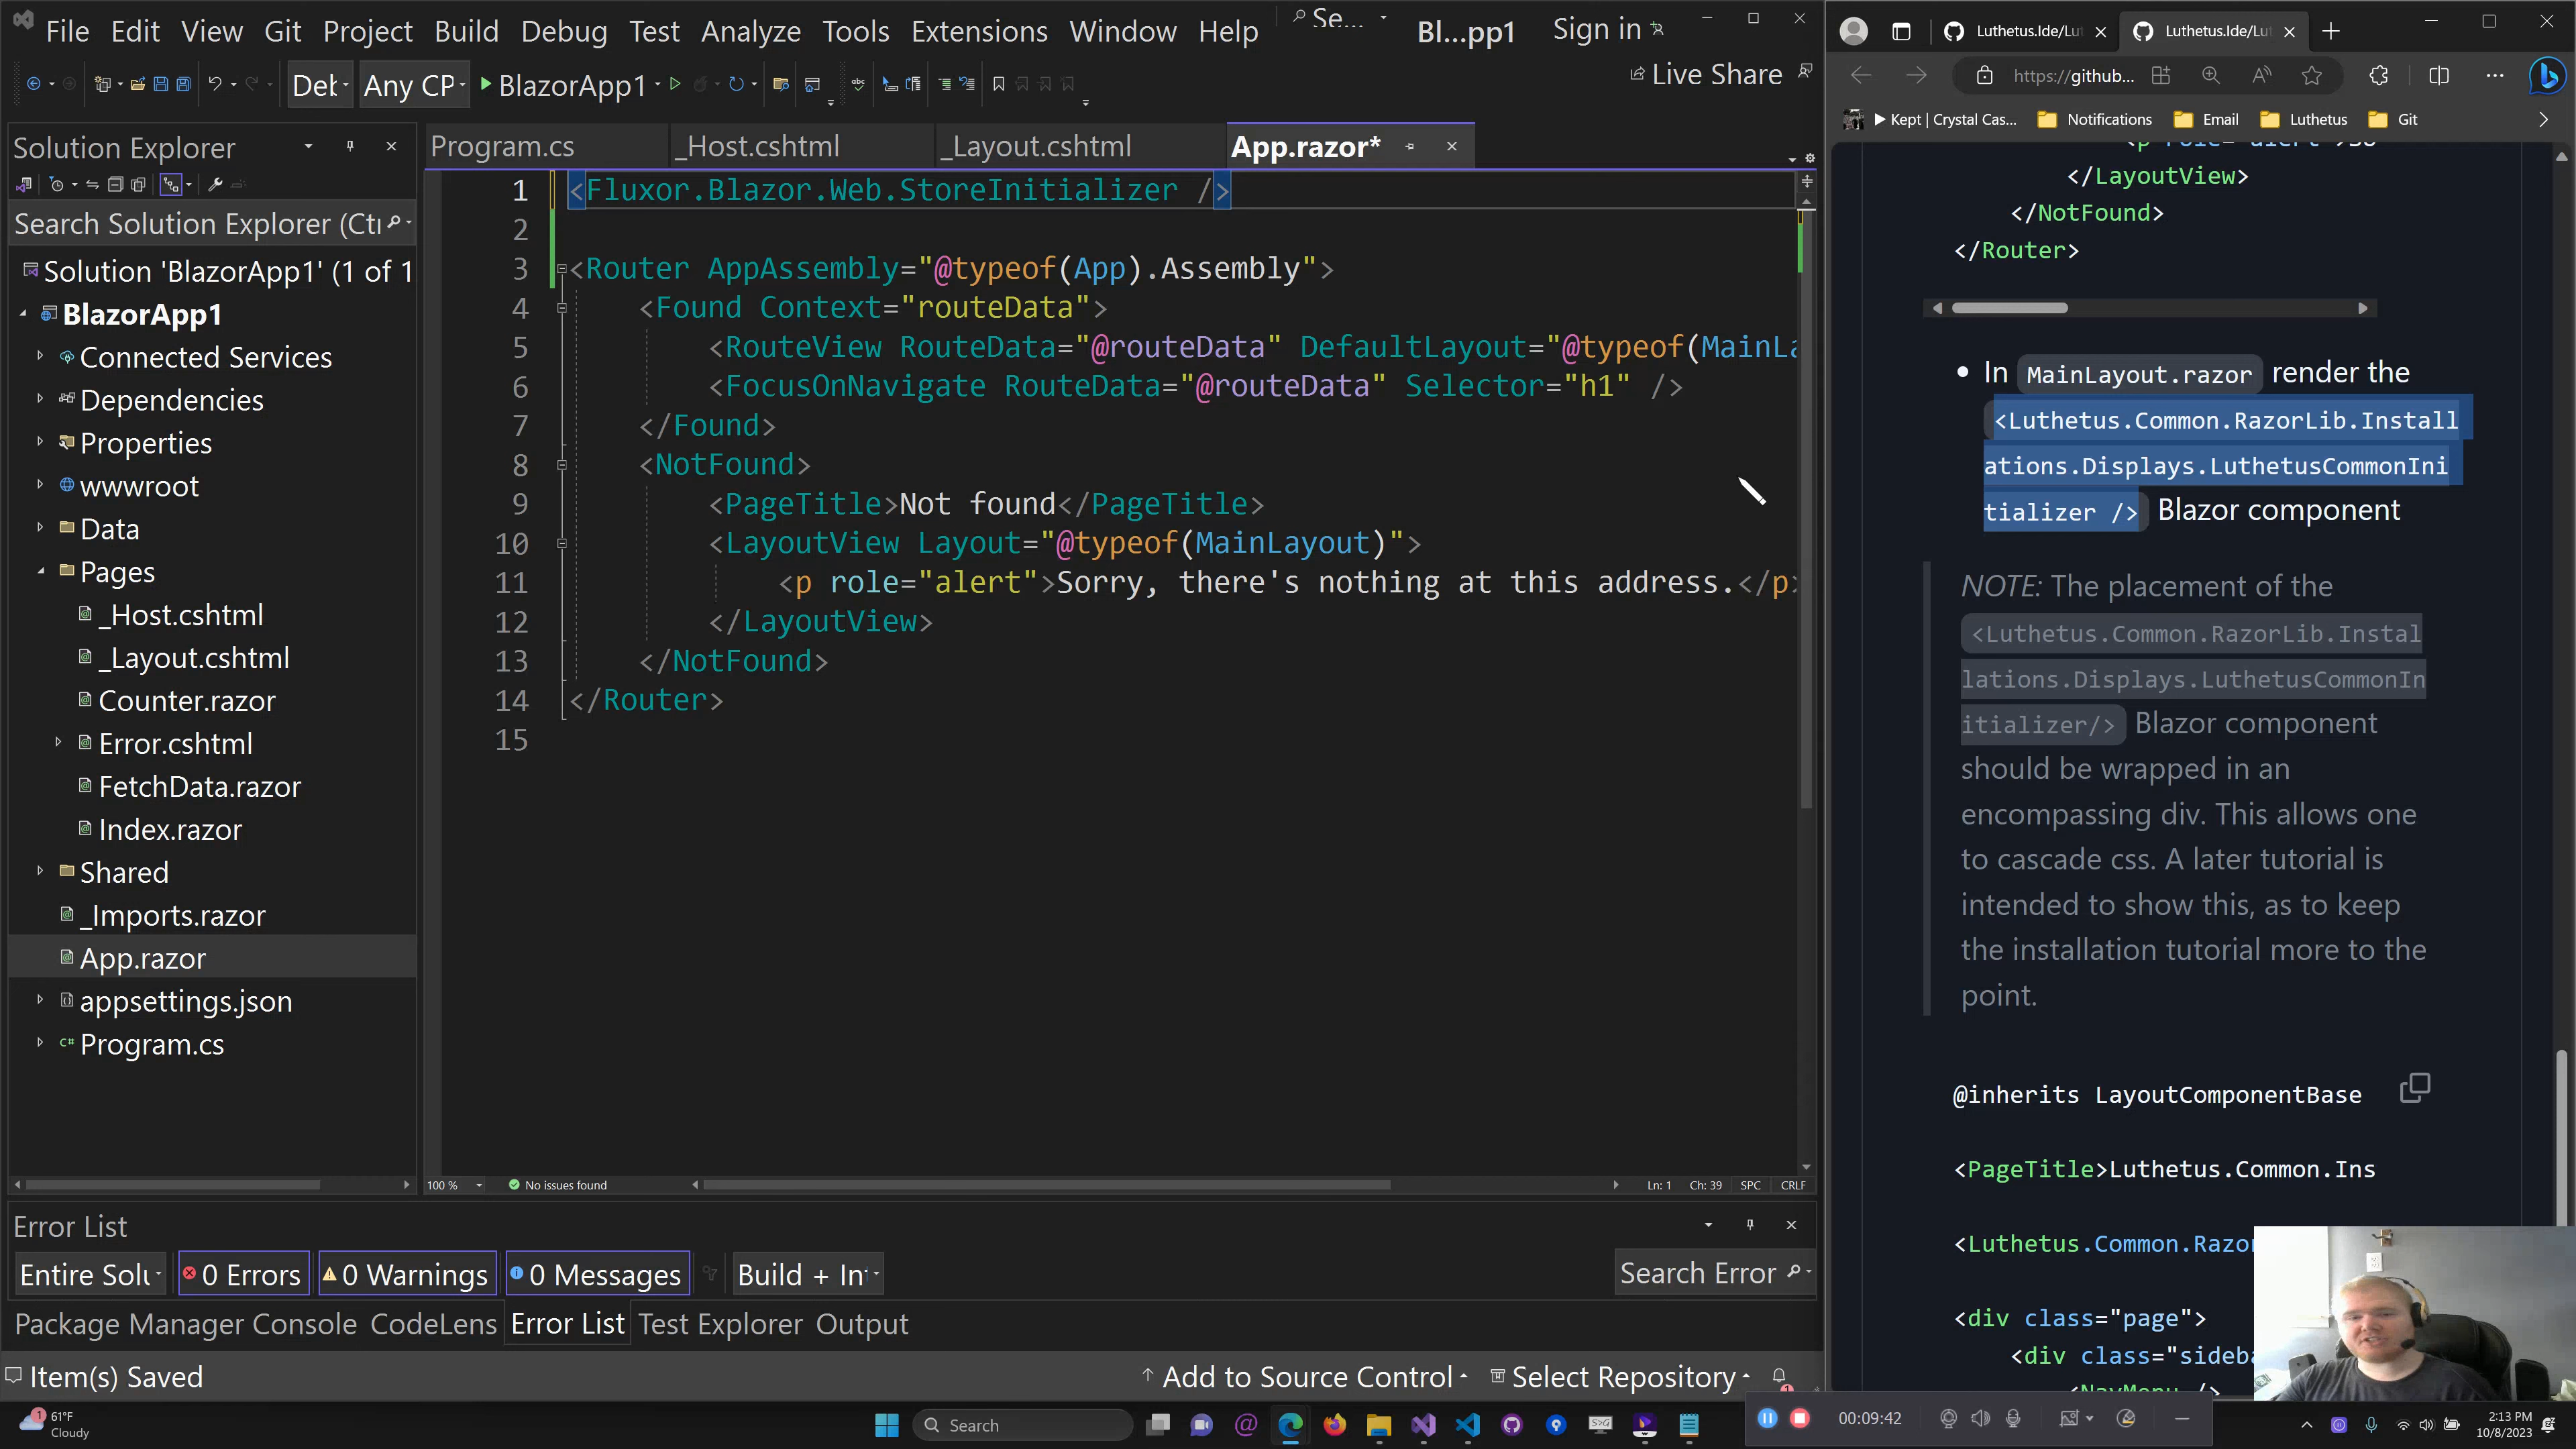 File Edit View Git Project Build Debug Test Analyze Tools Extensions Window Help Se... Bl...pp1 Sign in
Any CP BlazorApp1 Live Share
Solution Explorer
Search Solution Explorer (Ctr
Solution 'BlazorApp1' (1 of 1
BlazorApp1
Connected Services
Dependencies
Properties
wwwroot
Data
Pages
_Host.cshtml
_Layout.cshtml
Counter.razor
Error.cshtml
FetchData.razor
Index.razor
Shared
_Imports.razor
App.razor
appsettings.json
C# Program.cs
Program.cs _Host.cshtml _Layout.cshtml App.razor*
1 <Fluxor.Blazor.Web.StoreInitializer />
2
3 <Router AppAssembly="@typeof(App).Assembly">
4 <Found Context="routeData">
5 <RouteView RouteData="@routeData" DefaultLayout="@typeof(MainLa
6 <FocusOnNavigate RouteData="@routeData" Selector="h1" />
7 </Found>
8 <NotFound>
9 <PageTitle>Not found</PageTitle>
10 <LayoutView Layout="@typeof(MainLayout)">
11 <p role="alert">Sorry, there's nothing at this address.</p>
12 </LayoutView>
13 </NotFound>
14 </Router>
15
100 % No issues found Ln: 1 Ch: 39 SPC CRLF
Error List
Entire Solu 0 Errors 0 Warnings 0 Messages Build + Int Search Error
Package Manager Console CodeLens Error List Test Explorer Output
Item(s) Saved Add to Source Control Select Repository
Luthetus.Ide/Lut Luthetus.Ide/Lut
https://github...
Kept | Crystal Cas... Notifications Email Luthetus Git
</LayoutView>
</NotFound>
</Router>
In MainLayout.razor render the
<Luthetus.Common.RazorLib.Install
ations.Displays.LuthetusCommonIni
tializer /> Blazor component
NOTE: The placement of the
<Luthetus.Common.RazorLib.Instal
lations.Displays.LuthetusCommonIn
itializer/> Blazor component
should be wrapped in an
encompassing div. This allows one
to cascade css. A later tutorial is
intended to show this, as to keep
the installation tutorial more to the
point.
@inherits LayoutComponentBase
<PageTitle>Luthetus.Common.Ins
<Luthetus.Common.Razor
<div class="page">
<div class="sideba
<NavMenu />
61°F
Cloudy
Search
00:09:42
2:13 PM
10/8/2023